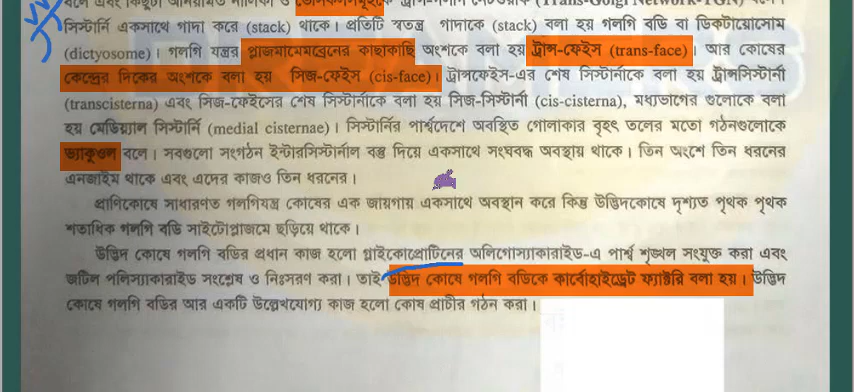 বলে এবং কিছুটা অনিয়মিত নালিকা ও
সিস্টার্নি একসাথে গাদা করে (stack) থাকে। প্রতিটি স্বতন্ত্র গাদাকে (stack) বলা হয় গলগি বডি বা ডিকটায়োসোম
(dictyosome)। গলগি যন্ত্রর প্লাজমামেমব্রেনের কাছাকাছি অংশকে বলা হয় ট্রান্স-ফেইস (trans-face)। আর কোষের
কেন্দ্রের দিকের অংশকে বলা হয় সিজ-ফেইস (cis-face)। ট্রান্সফেইস-এর শেষ সিস্টার্নাকে বলা হয় ট্রান্সসিস্টার্না
(transcisterna) এবং সিজ-ফেইসের শেষ সিস্টার্নাকে বলা হয় সিজ-সিস্টার্না (cis-cisterna), মধ্যভাগের গুলোকে বলা
হয় মেডিয়্যাল সিস্টার্নি (medial cisternae)। সিস্টার্নির পার্শ্বদেশে অবস্থিত গোলাকার বৃহৎ তলের মতো গঠনগুলোকে
ভ্যাকুওল বলে। সবগুলো সংগঠন ইন্টারসিস্টার্নাল বস্তু দিয়ে একসাথে সংঘবদ্ধ অবস্থায় থাকে। তিন অংশে তিন ধরনের
এনজাইম থাকে এবং এদের কাজও তিন ধরনের।
প্রাণিকোষে সাধারণত গলগিযন্ত্র কোষের এক জায়গায় একসাথে অবস্থান করে কিন্তু উদ্ভিদকোষে দৃশ্যত পৃথক পৃথক
শতাধিক গলগি বডি সাইটোপ্লাজমে ছড়িয়ে থাকে।
উদ্ভিদ কোষে গলগি বডির প্রধান কাজ হলো গ্লাইকোপ্রোটিনের অলিগোস্যাকারাইড-এ পার্শ্ব শৃঙ্খল সংযুক্ত করা এবং
জটিল পলিস্যাকারাইড সংশ্লেষ ও নিঃসরণ করা। তাই উদ্ভিদ কোষে গলগি বডিকে কার্বোহাইড্রেট ফ্যাক্টরি বলা হয়। উদ্ভিদ
কোষে গলগি বডির আর একটি উল্লেখযোগ্য কাজ হলো কোষ প্রাচীর গঠন করা।